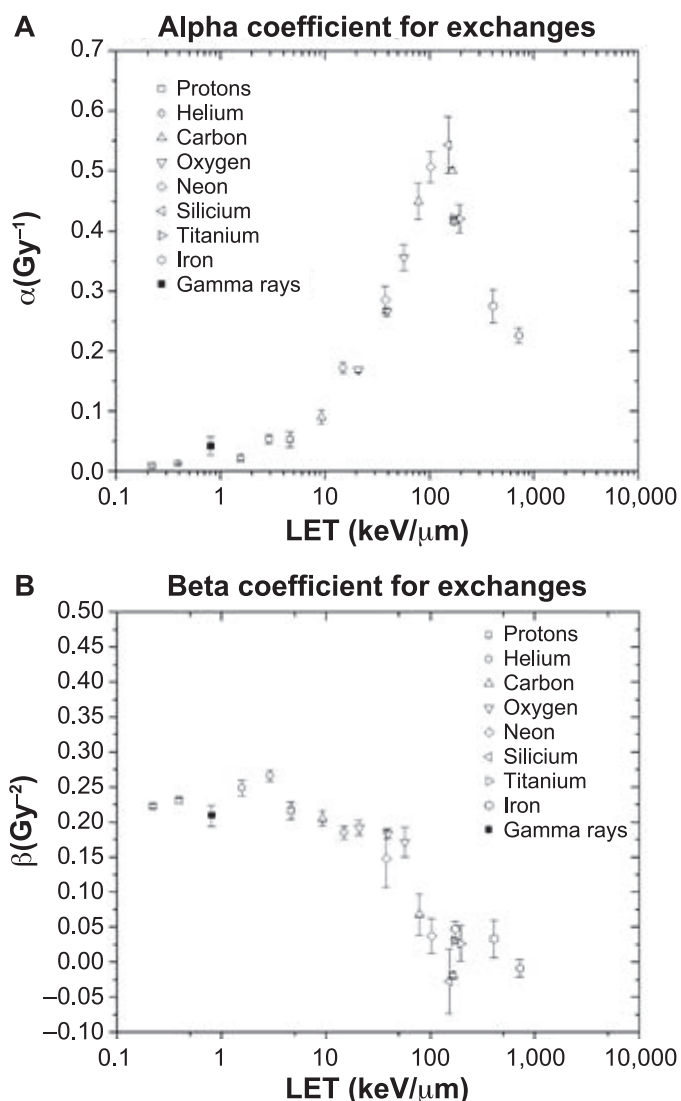 A Alpha coefficient for exchanges
0.7
0.6
0.5
0.4
0.3
0.2
0.1
0.0
α(Gy⁻¹)
Protons
Helium
Carbon
Oxygen
Neon
Silicium
Titanium
Iron
Gamma rays
0.1 1 10 100 1,000 10,000
LET (keV/μm)
B Beta coefficient for exchanges
0.50
0.45
0.40
0.35
0.30
0.25
0.20
0.15
0.10
0.05
0.00
–0.05
–0.10
β(Gy⁻²)
Protons
Helium
Carbon
Oxygen
Neon
Silicium
Titanium
Iron
Gamma rays
0.1 1 10 100 1,000 10,000
LET (keV/μm)